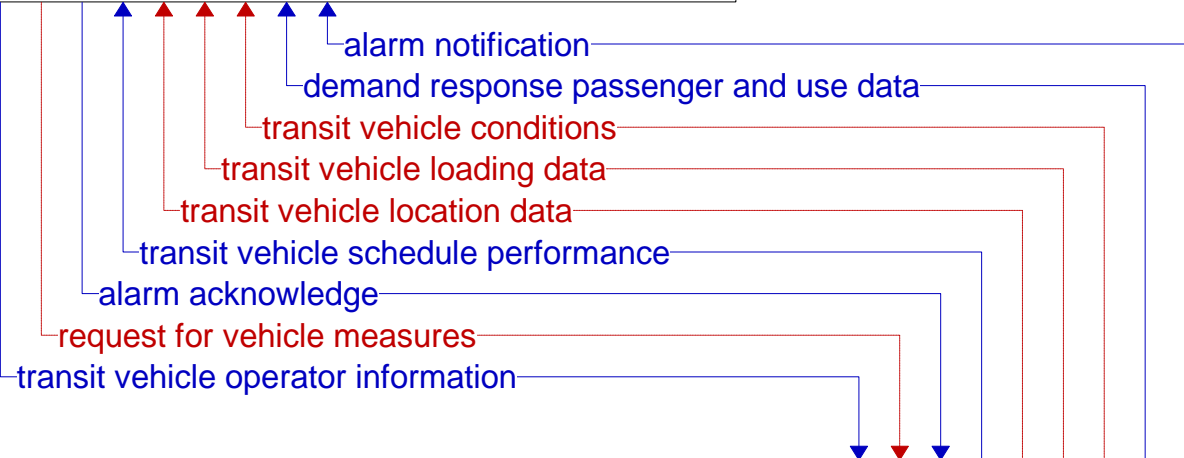 alarm notification
demand response passenger and use data
transit vehicle conditions
transit vehicle loading data
transit vehicle location data
transit vehicle schedule performance
alarm acknowledge
request for vehicle measures
transit vehicle operator information